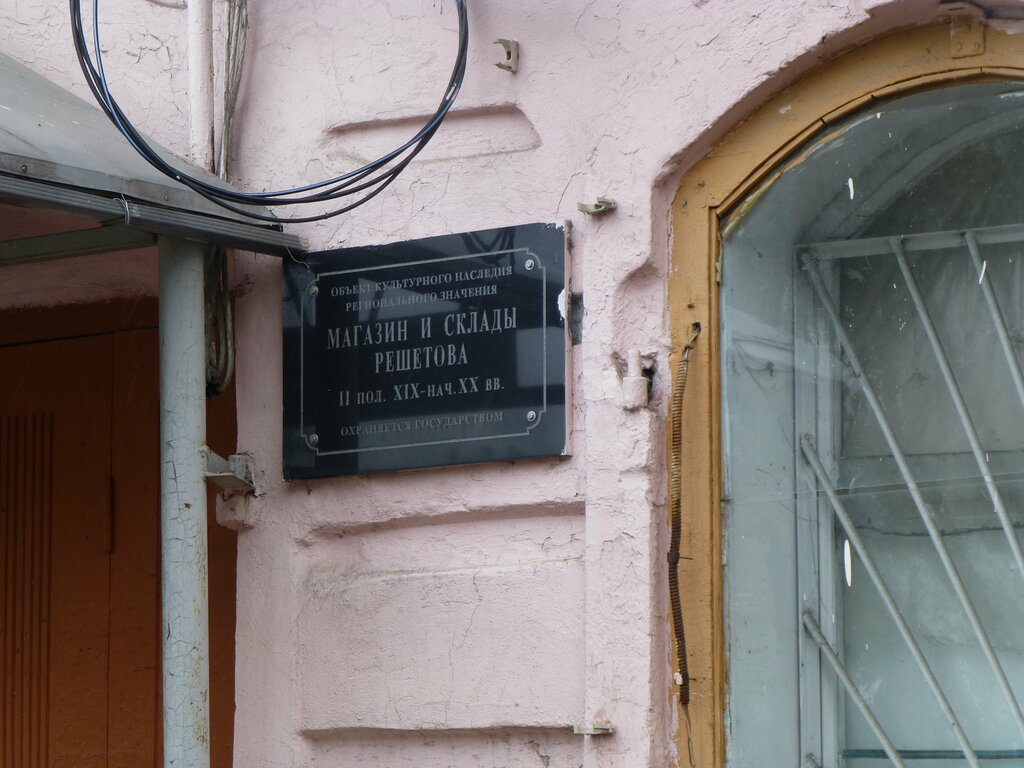 ОБЪЕКТ КУЛЬТУРНОГО НАСЛЕДИЯ
РЕГИОНАЛЬНОГО ЗНАЧЕНИЯ
МАГАЗИН И СКЛАДЫ
РЕШЕТОВА
II ПОЛ. XIX-НАЧ.XX ВВ.
ОХРАНЯЕТСЯ ГОСУДАРСТВОМ